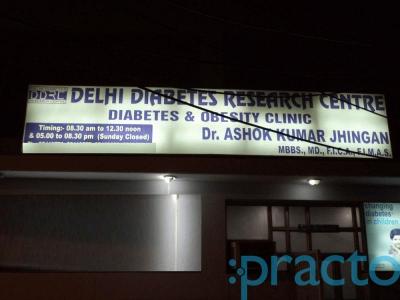 DDRC DELHI DIABETES RESEARCH CENTRE
DIABETES & OBESITY CLINIC
Timing:- 08.30 am to 12.30 noon
& 05.00 to 08.30 pm (Sunday Closed)
Dr. ASHOK KUMAR JHINGAN
MBBS., MD., F.I.C.A., F.I.M.A.S.
diabetes
in children
:practo